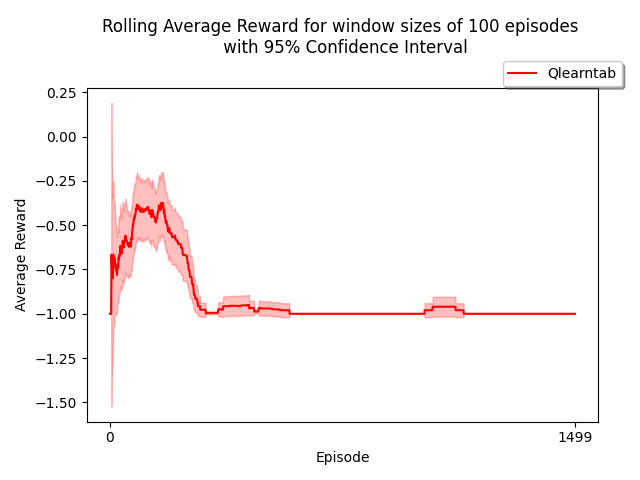 Rolling Average Reward for window sizes of 100 episodes
with 95% Confidence Interval
Qlearntab
0.25
0.00
−0.25
−0.50
−0.75
−1.00
−1.25
−1.50
Average Reward
0
1499
Episode